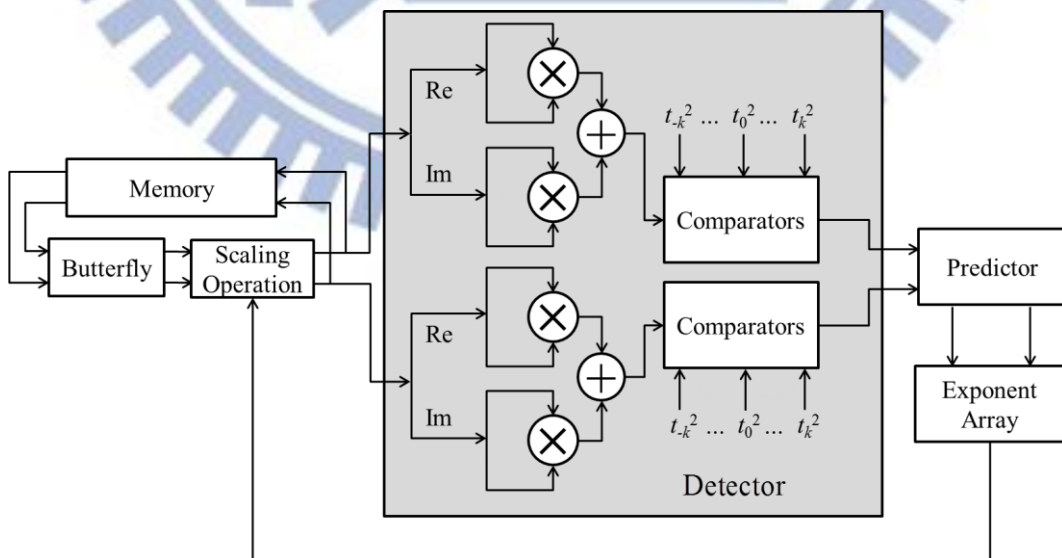 Re
t₋ₖ² ... t₀² ... tₖ²
Memory
Im
Comparators
Butterfly
Scaling
Operation
Predictor
Re
Comparators
Exponent
Array
Im
t₋ₖ² ... t₀² ... tₖ²
Detector